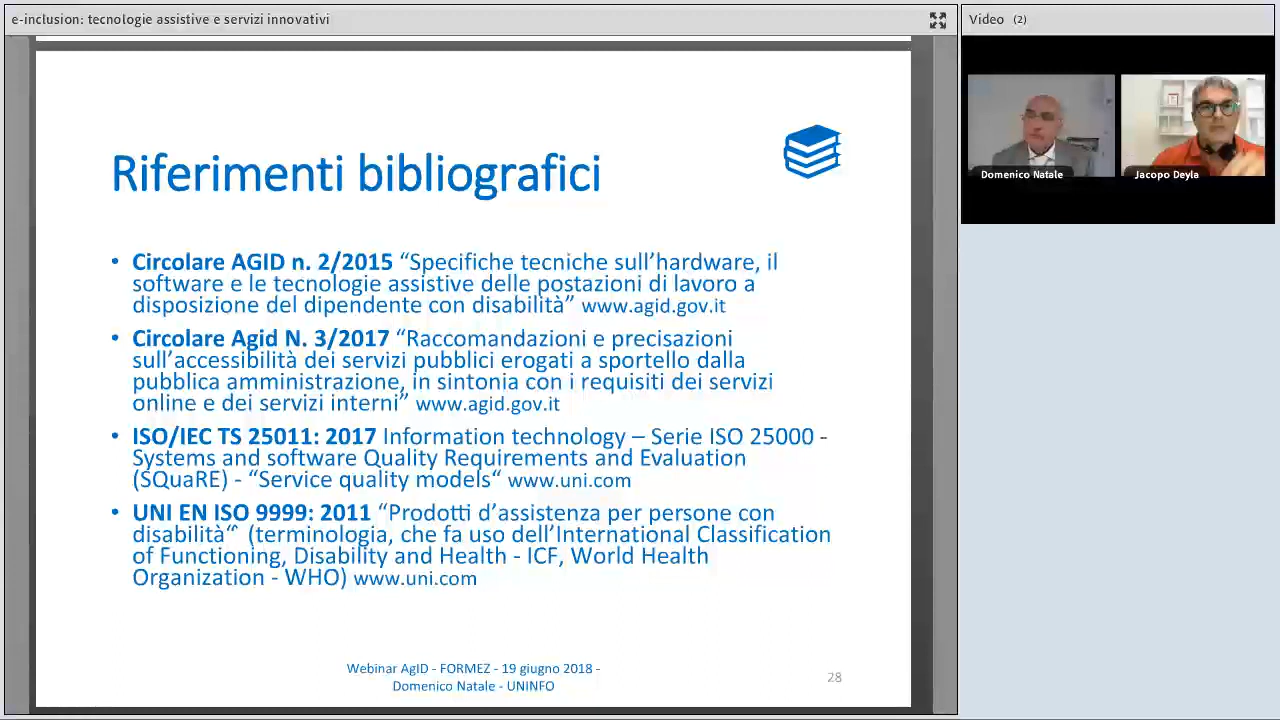 e-inclusion: tecnologie assistive e servizi innovativi
Video (2)
Domenico Natale
Jacopo Deyla
Riferimenti bibliografici
• Circolare AGID n. 2/2015 “Specifiche tecniche sull’hardware, il
software e le tecnologie assistive delle postazioni di lavoro a
disposizione del dipendente con disabilità” www.agid.gov.it
• Circolare Agid N. 3/2017 “Raccomandazioni e precisazioni
sull’accessibilità dei servizi pubblici erogati a sportello dalla
pubblica amministrazione, in sintonia con i requisiti dei servizi
online e dei servizi interni” www.agid.gov.it
• ISO/IEC TS 25011: 2017 Information technology – Serie ISO 25000 -
Systems and software Quality Requirements and Evaluation
(SQuaRE) - “Service quality models“ www.uni.com
• UNI EN ISO 9999: 2011 “Prodotti d’assistenza per persone con
disabilità“ (terminologia, che fa uso dell’International Classification
of Functioning, Disability and Health - ICF, World Health
Organization - WHO) www.uni.com
Webinar AgID - FORMEZ - 19 giugno 2018 -
Domenico Natale - UNINFO
28